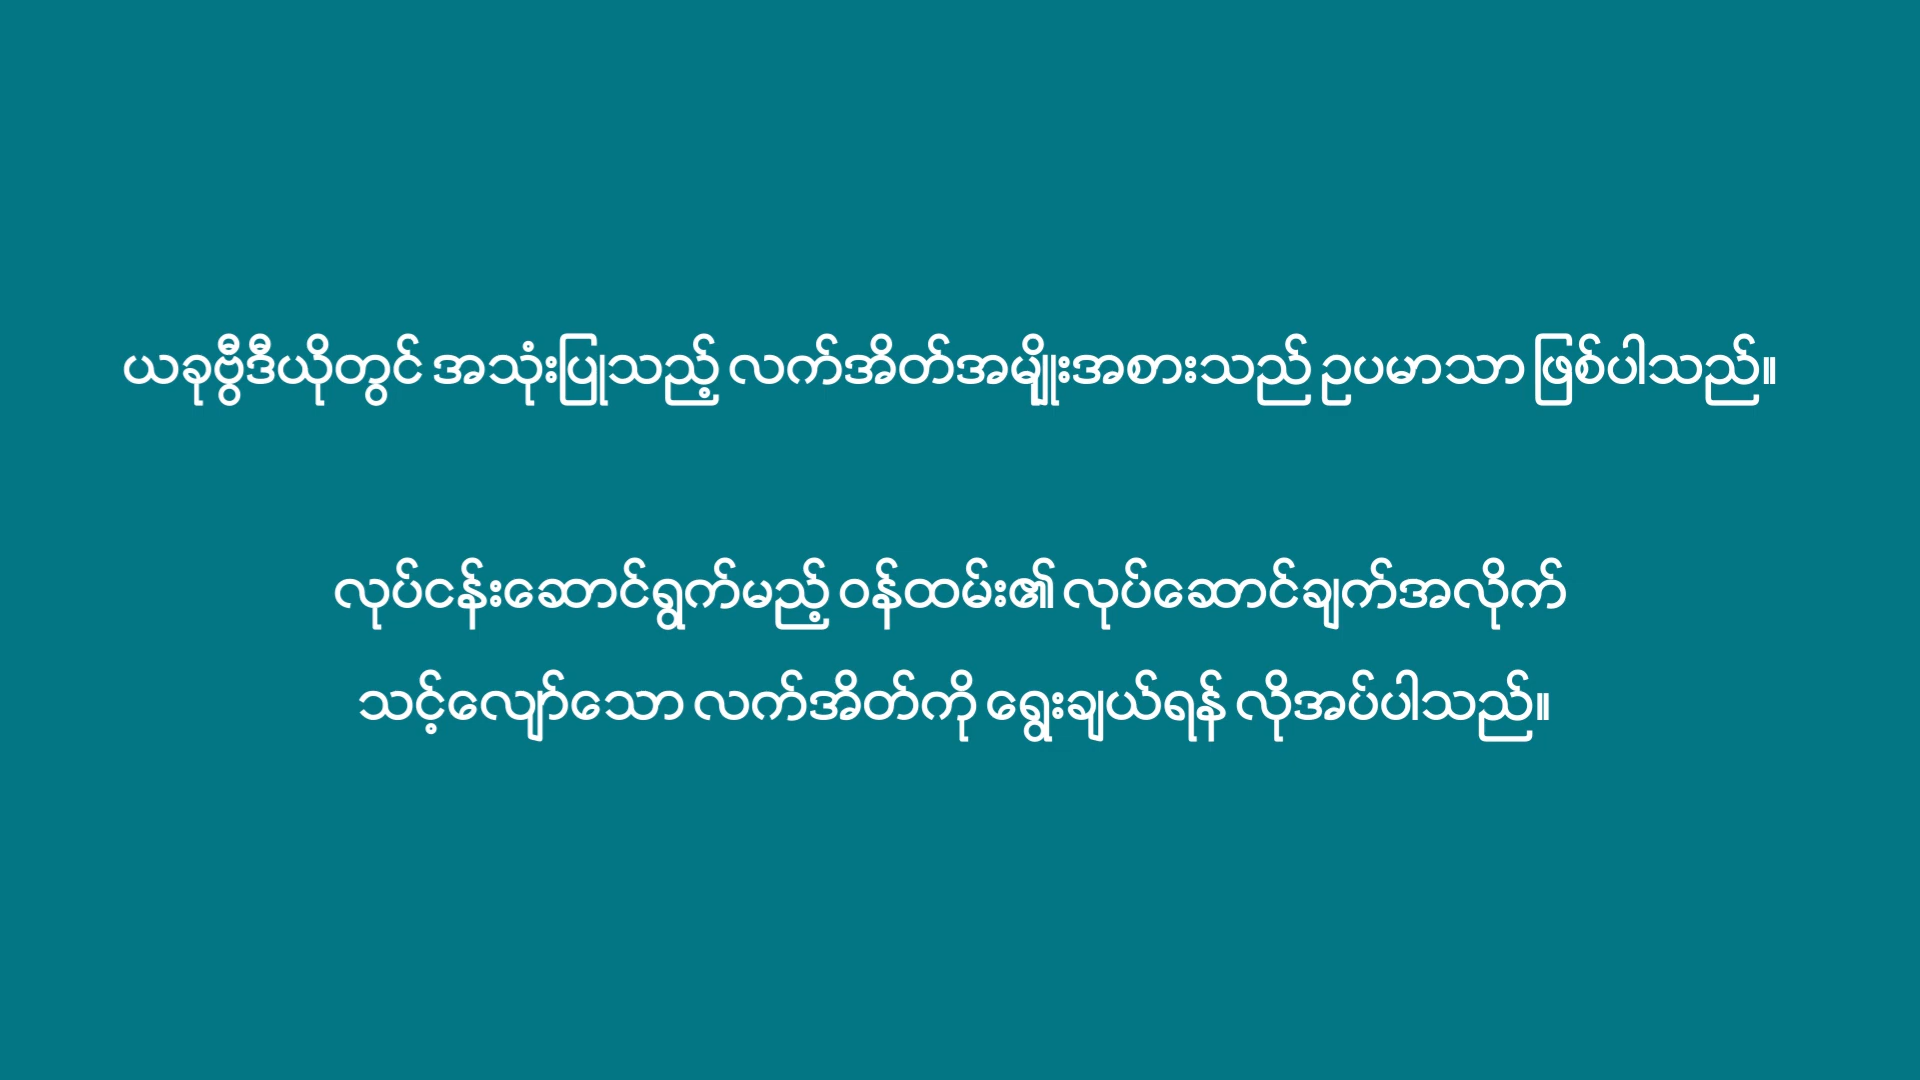 ယခုဗွီဒီယိုတွင် အသုံးပြုသည့် လက်အိတ်အမျိုးအစားသည် ဥပမာသာ ဖြစ်ပါသည်။
လုပ်ငန်းဆောင်ရွက်မည့် ဝန်ထမ်း၏ လုပ်ဆောင်ချက်အလိုက်
သင့်လျော်သော လက်အိတ်ကို ရွေးချယ်ရန် လိုအပ်ပါသည်။